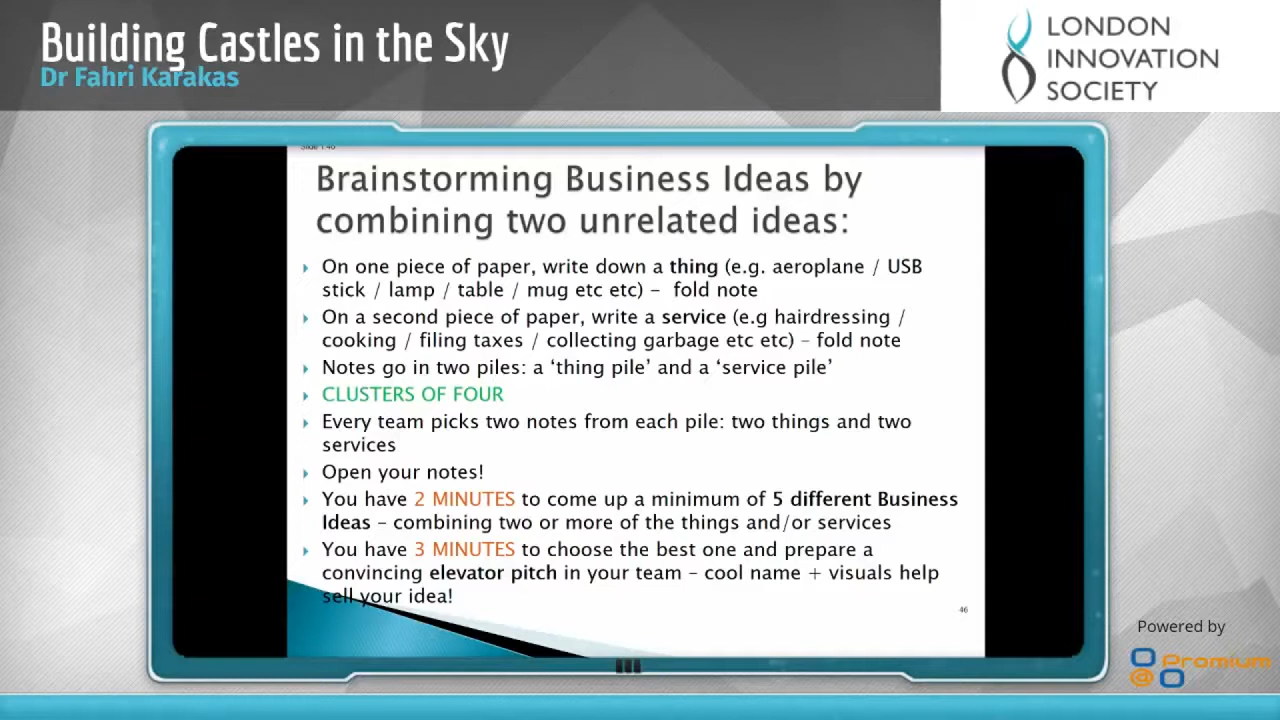 Building Castles in the Sky
Dr Fahri Karakas
LONDON
INNOVATION
SOCIETY
Slide 1.46
Brainstorming Business Ideas by
combining two unrelated ideas:
On one piece of paper, write down a thing (e.g. aeroplane / USB
stick / lamp / table / mug etc etc) – fold note
On a second piece of paper, write a service (e.g hairdressing /
cooking / filing taxes / collecting garbage etc etc) – fold note
Notes go in two piles: a ‘thing pile’ and a ‘service pile’
CLUSTERS OF FOUR
Every team picks two notes from each pile: two things and two
services
Open your notes!
You have 2 MINUTES to come up a minimum of 5 different Business
Ideas – combining two or more of the things and/or services
You have 3 MINUTES to choose the best one and prepare a
convincing elevator pitch in your team – cool name + visuals help
sell your idea!
46
Powered by
Promium